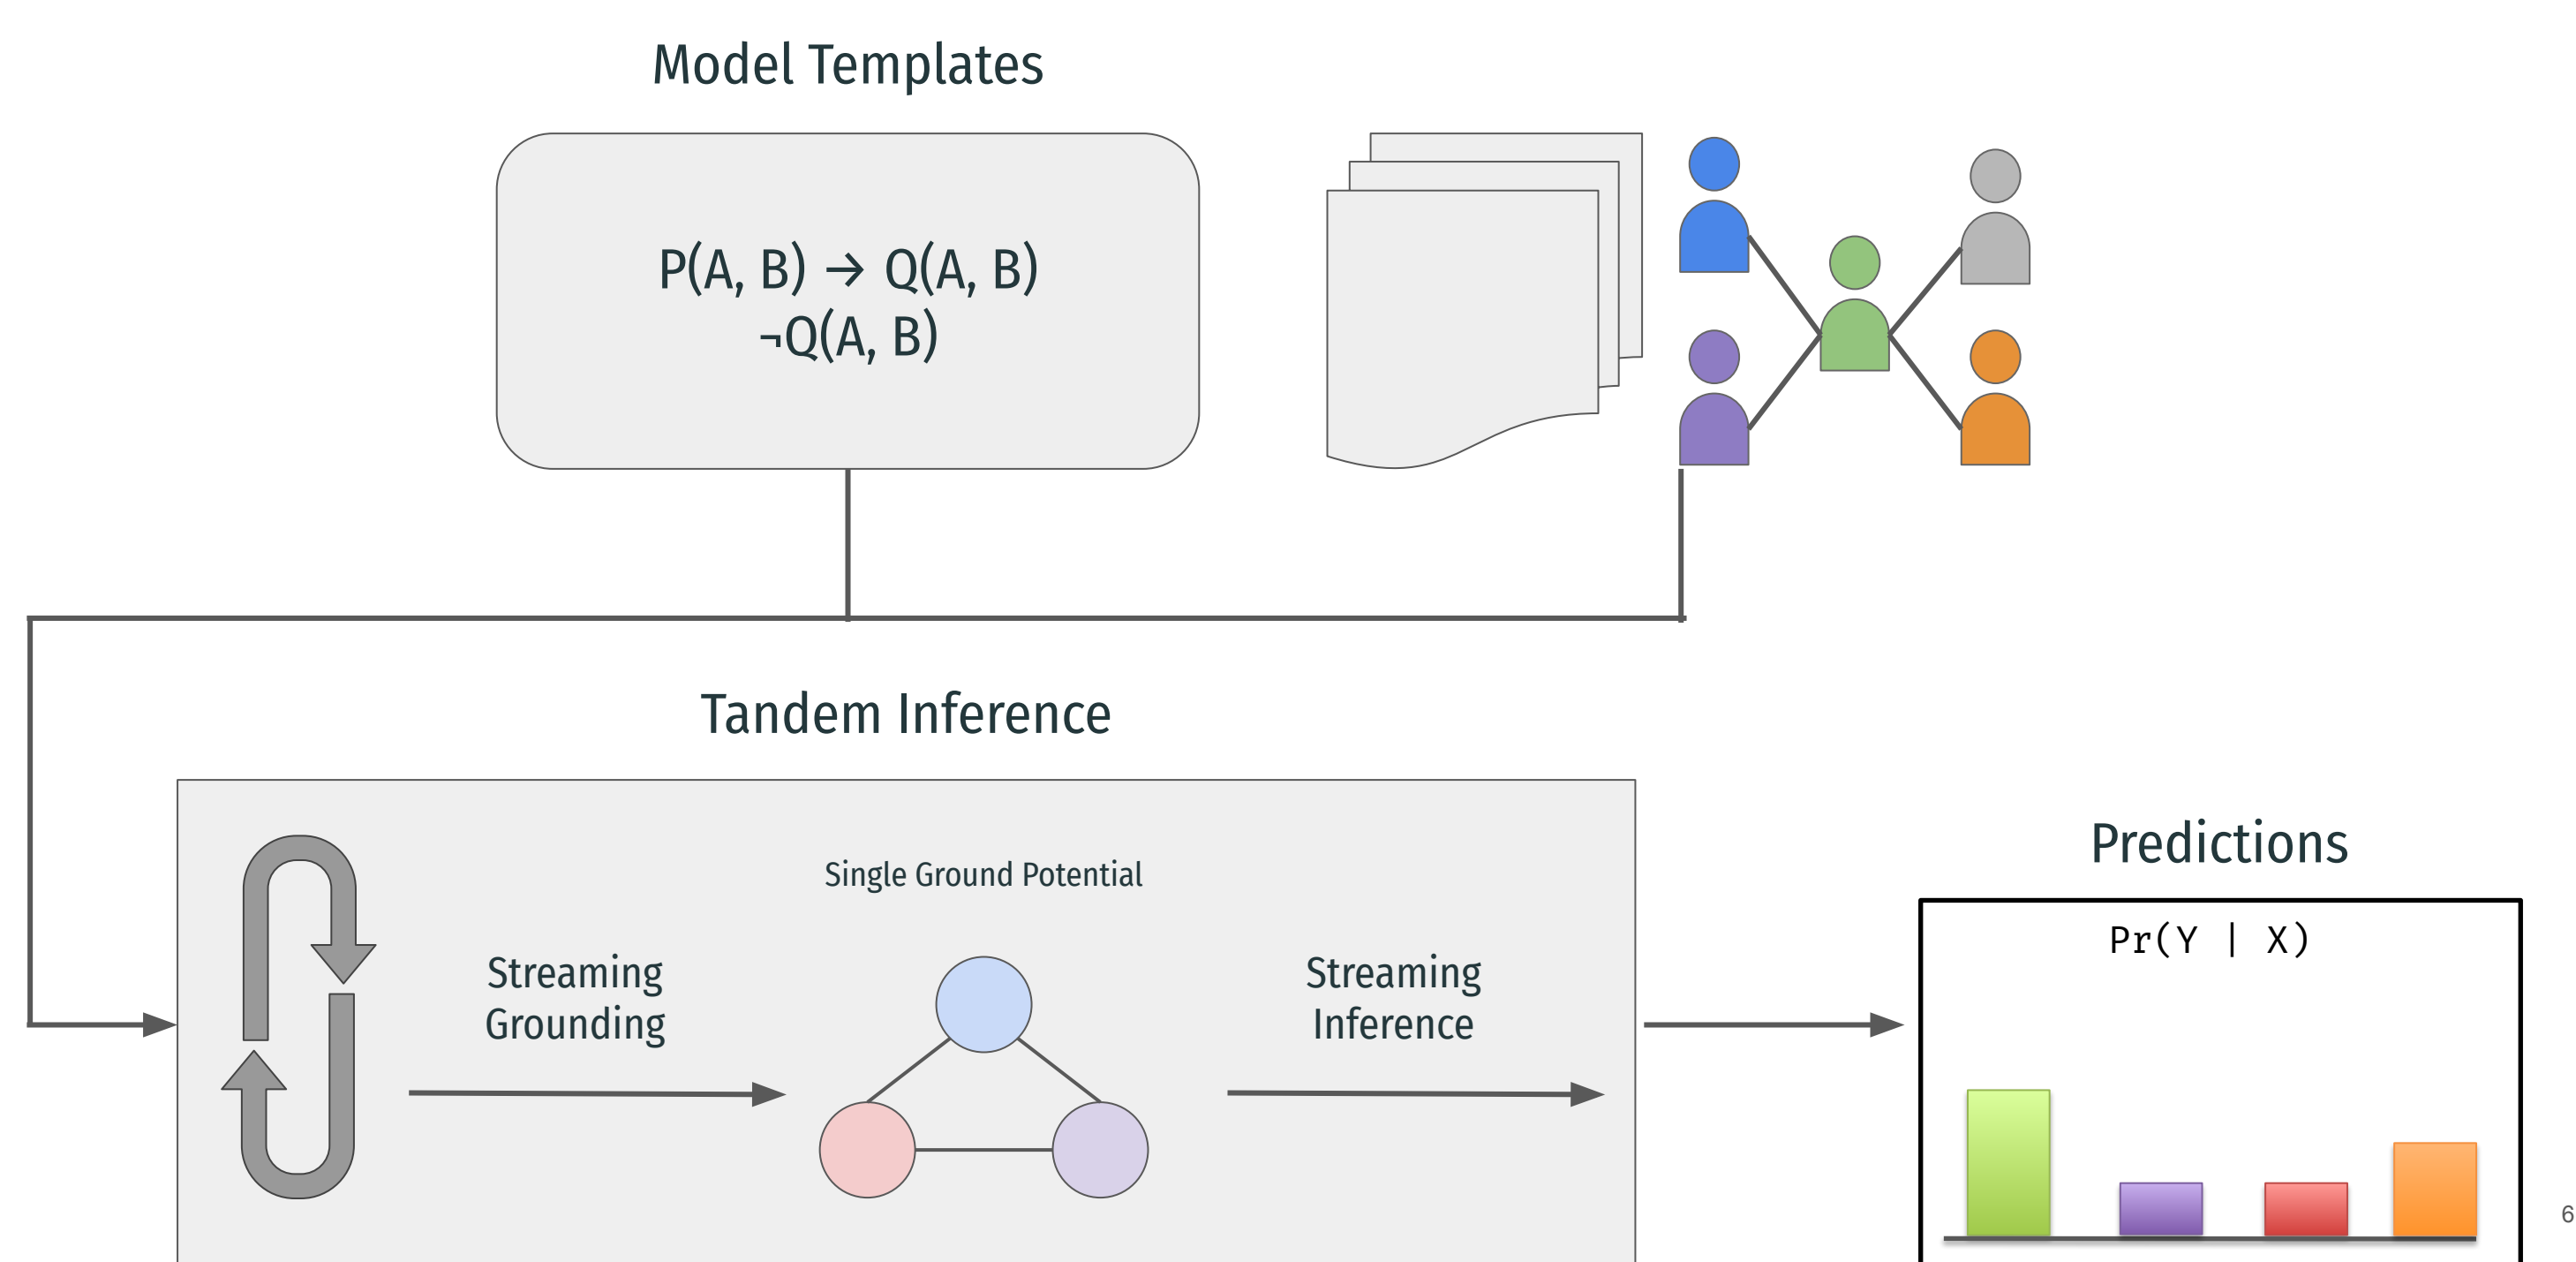 Model Templates
P(A, B) → Q(A, B)
¬Q(A, B)
Tandem Inference
Single Ground Potential
Streaming
Grounding
Streaming
Inference
Predictions
Pr(Y | X)
6